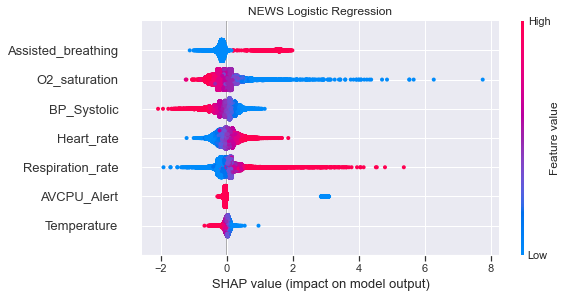 NEWS Logistic Regression
High
Assisted_breathing
O2_saturation
BP_Systolic
Heart_rate
Respiration_rate
AVCPU_Alert
Temperature
Feature value
Low
−2 0 2 4 6 8
SHAP value (impact on model output)